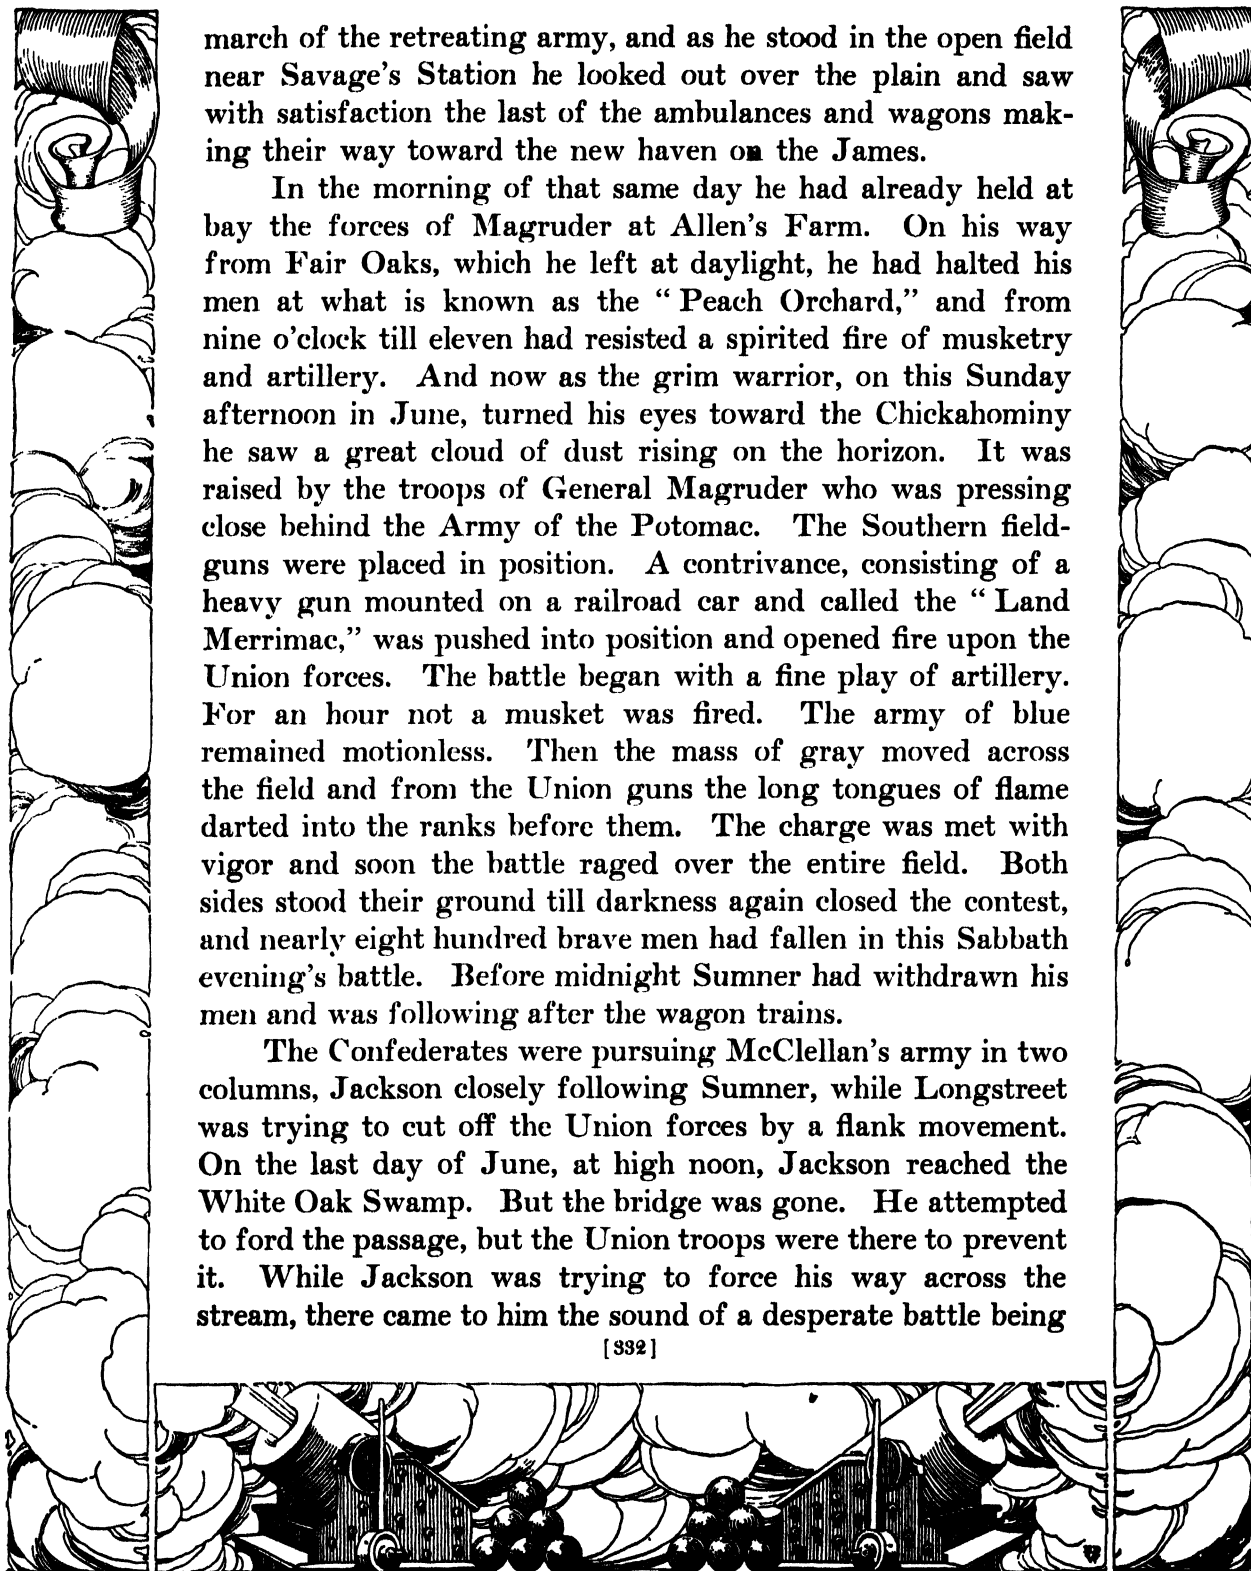 march of the retreating army, and as he stood in the open field
near Savage's Station he looked out over the plain and saw
with satisfaction the last of the ambulances and wagons mak-
ing their way toward the new haven on the James.
In the morning of that same day he had already held at
bay the forces of Magruder at Allen's Farm. On his way
from Fair Oaks, which he left at daylight, he had halted his
men at what is known as the " Peach Orchard," and from
nine o'clock till eleven had resisted a spirited fire of musketry
and artillery. And now as the grim warrior, on this Sunday
afternoon in June, turned his eyes toward the Chickahominy
he saw a great cloud of dust rising on the horizon. It was
raised by the troops of General Magruder who was pressing
close behind the Army of the Potomac. The Southern field-
guns were placed in position. A contrivance, consisting of a
heavy gun mounted on a railroad car and called the " Land
Merrimac," was pushed into position and opened fire upon the
Union forces. The battle began with a fine play of artillery.
For an hour not a musket was fired. The army of blue
remained motionless. Then the mass of gray moved across
the field and from the Union guns the long tongues of flame
darted into the ranks before them. The charge was met with
vigor and soon the battle raged over the entire field. Both
sides stood their ground till darkness again closed the contest,
and nearly eight hundred brave men had fallen in this Sabbath
evening's battle. Before midnight Sumner had withdrawn his
men and was following after the wagon trains.
The Confederates were pursuing McClellan's army in two
columns, Jackson closely following Sumner, while Longstreet
was trying to cut off the Union forces by a flank movement.
On the last day of June, at high noon, Jackson reached the
White Oak Swamp. But the bridge was gone. He attempted
to ford the passage, but the Union troops were there to prevent
it. While Jackson was trying to force his way across the
stream, there came to him the sound of a desperate battle being
[332]